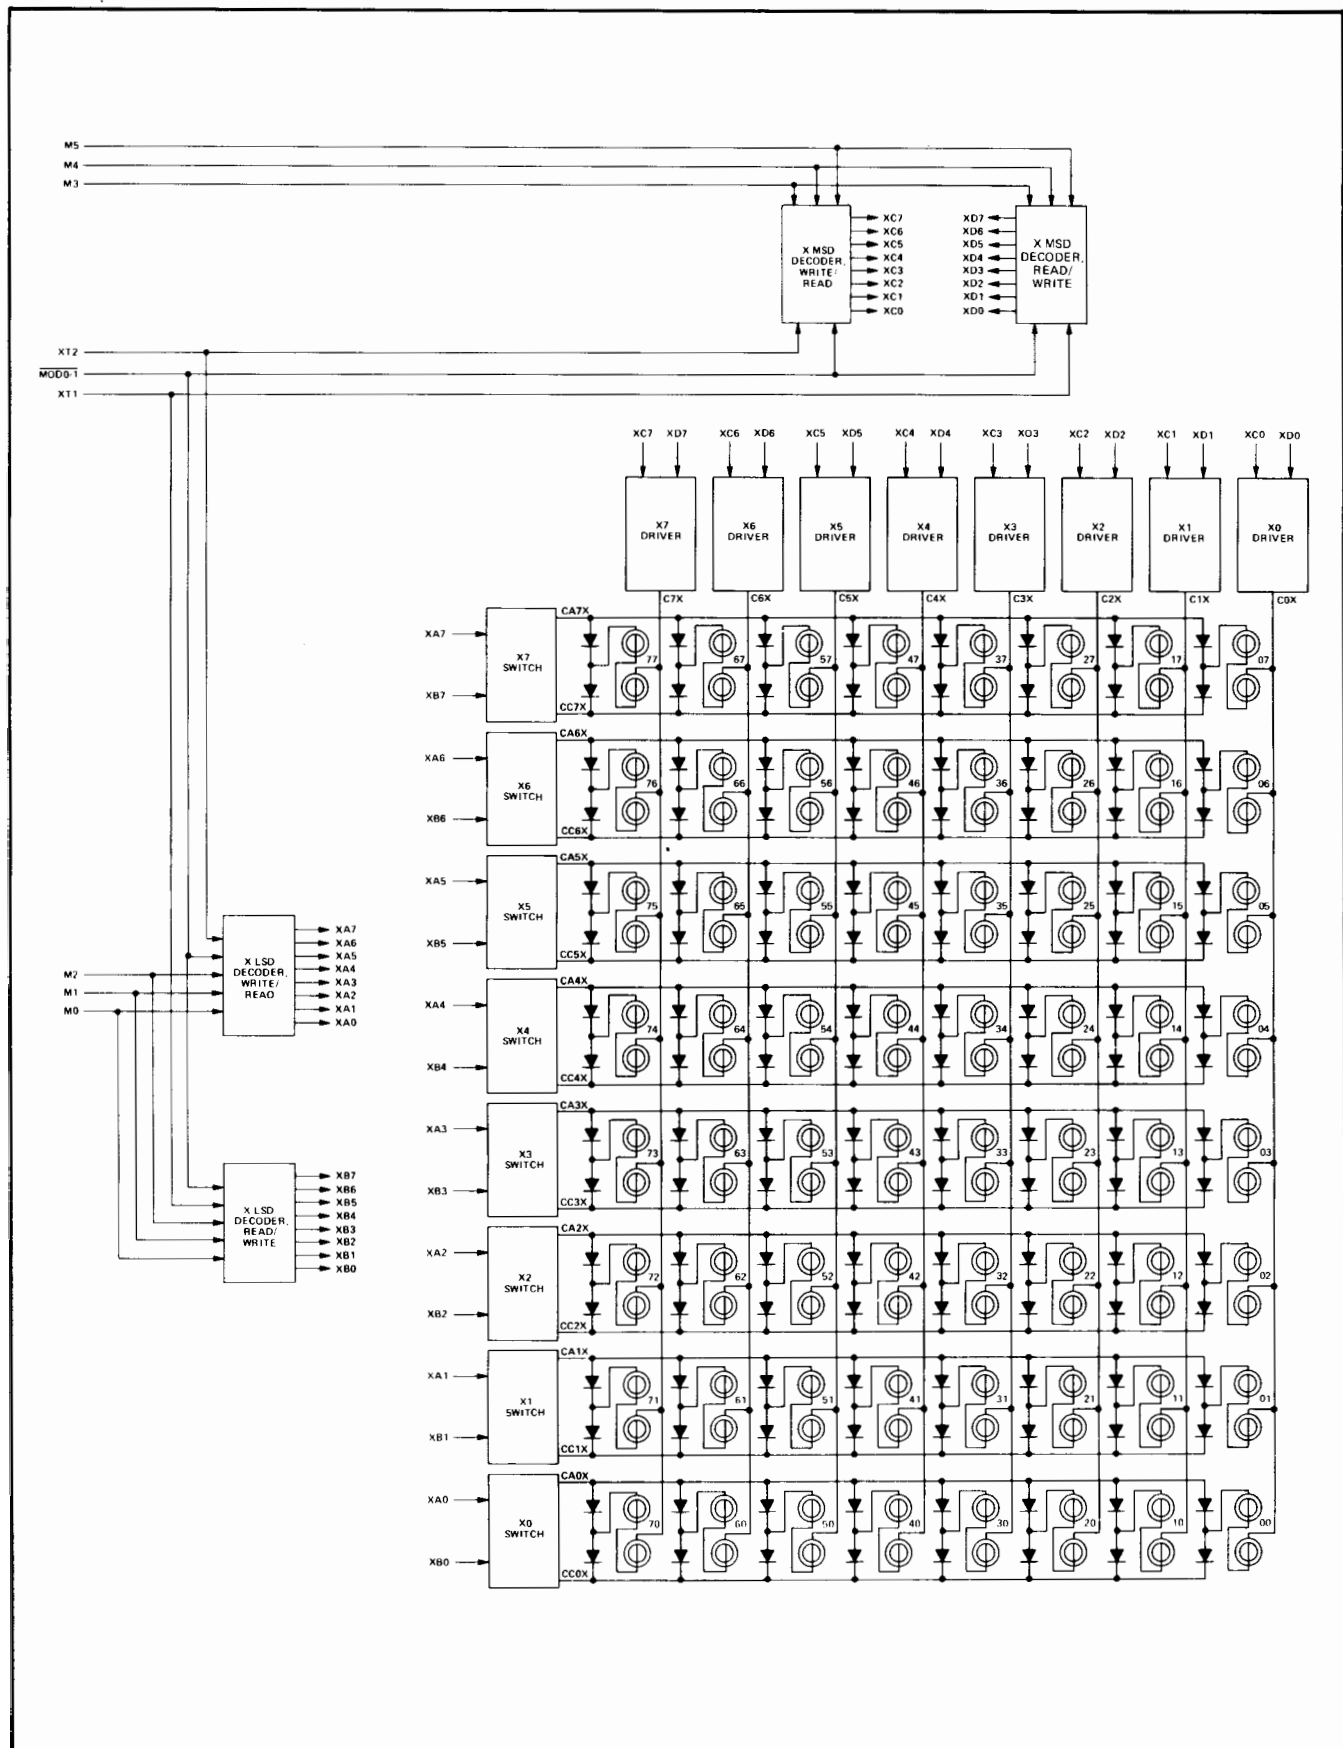 M5
M4
M3
X MSD
DECODER,
WRITE/
READ
XC7
XC6
XC5
XC4
XC3
XC2
XC1
XC0
XD7
XD6
XD5
XD4
XD3
XD2
XD1
XD0
X MSD
DECODER,
READ/
WRITE
XT2
MOD0-1
XT1
XC7 XD7 XC6 XD6 XC5 XD5 XC4 XD4 XC3 XD3 XC2 XD2 XC1 XD1 XC0 XD0
X7 DRIVER
X6 DRIVER
X5 DRIVER
X4 DRIVER
X3 DRIVER
X2 DRIVER
X1 DRIVER
X0 DRIVER
C7X C6X C5X C4X C3X C2X C1X C0X
CA7X
XA7
X7
SWITCH
77 67 57 47 37 27 17 07
XB7
CC7X
CA6X
XA6
X6
SWITCH
76 66 56 46 36 26 16 06
XB6
CC6X
CA5X
XA5
X5
SWITCH
75 65 55 45 35 25 15 05
XB5
CC5X
M2
M1
M0
X LSD
DECODER,
WRITE/
READ
XA7
XA6
XA5
XA4
XA3
XA2
XA1
XA0
CA4X
XA4
X4
SWITCH
74 64 54 44 34 24 14 04
XB4
CC4X
CA3X
XA3
X3
SWITCH
73 63 53 43 33 23 13 03
XB3
CC3X
X LSD
DECODER,
READ/
WRITE
XB7
XB6
XB5
XB4
XB3
XB2
XB1
XB0
CA2X
XA2
X2
SWITCH
72 62 52 42 32 22 12 02
XB2
CC2X
CA1X
XA1
X1
SWITCH
71 61 51 41 31 21 11 01
XB1
CC1X
CA0X
XA0
X0
SWITCH
70 60 50 40 30 20 10 00
XB0
CC0X